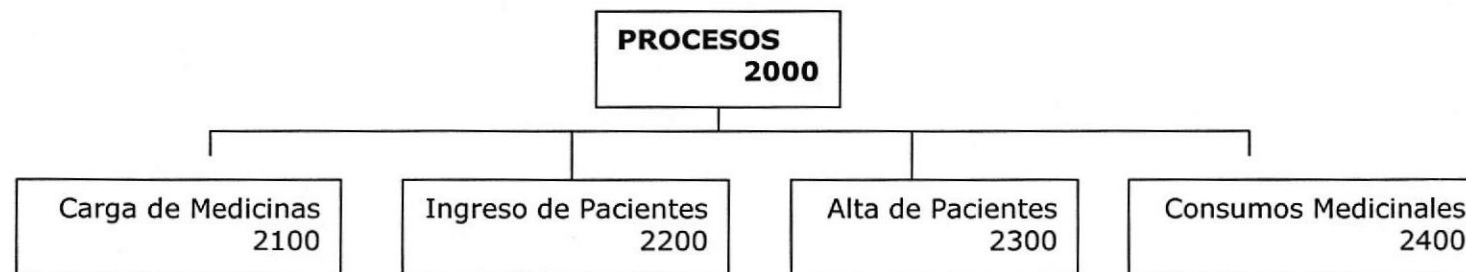 PROCESOS
2000
Carga de Medicinas
2100
Ingreso de Pacientes
2200
Alta de Pacientes
2300
Consumos Medicinales
2400